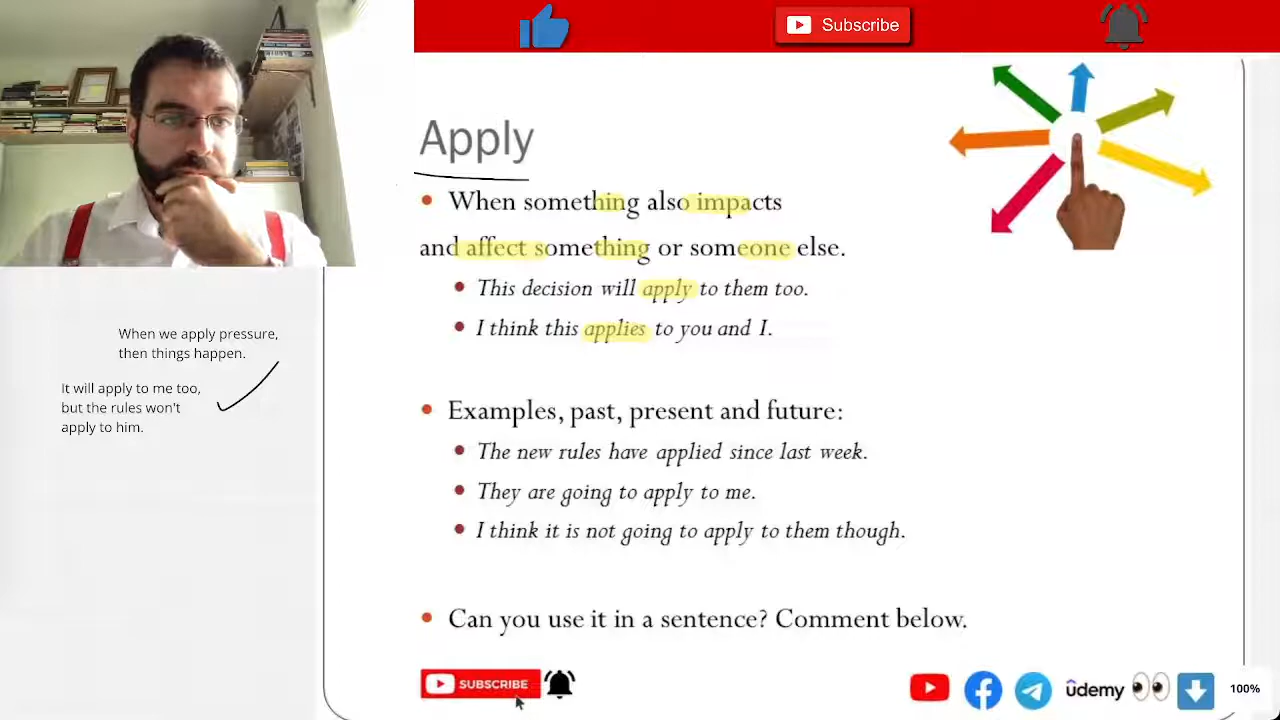 Subscribe
Apply
When something also impacts
and affect something or someone else.
This decision will apply to them too.
I think this applies to you and I.
When we apply pressure,
then things happen.
It will apply to me too,
but the rules won't
apply to him.
Examples, past, present and future:
The new rules have applied since last week.
They are going to apply to me.
I think it is not going to apply to them though.
Can you use it in a sentence? Comment below.
SUBSCRIBE
ûdemy
100%